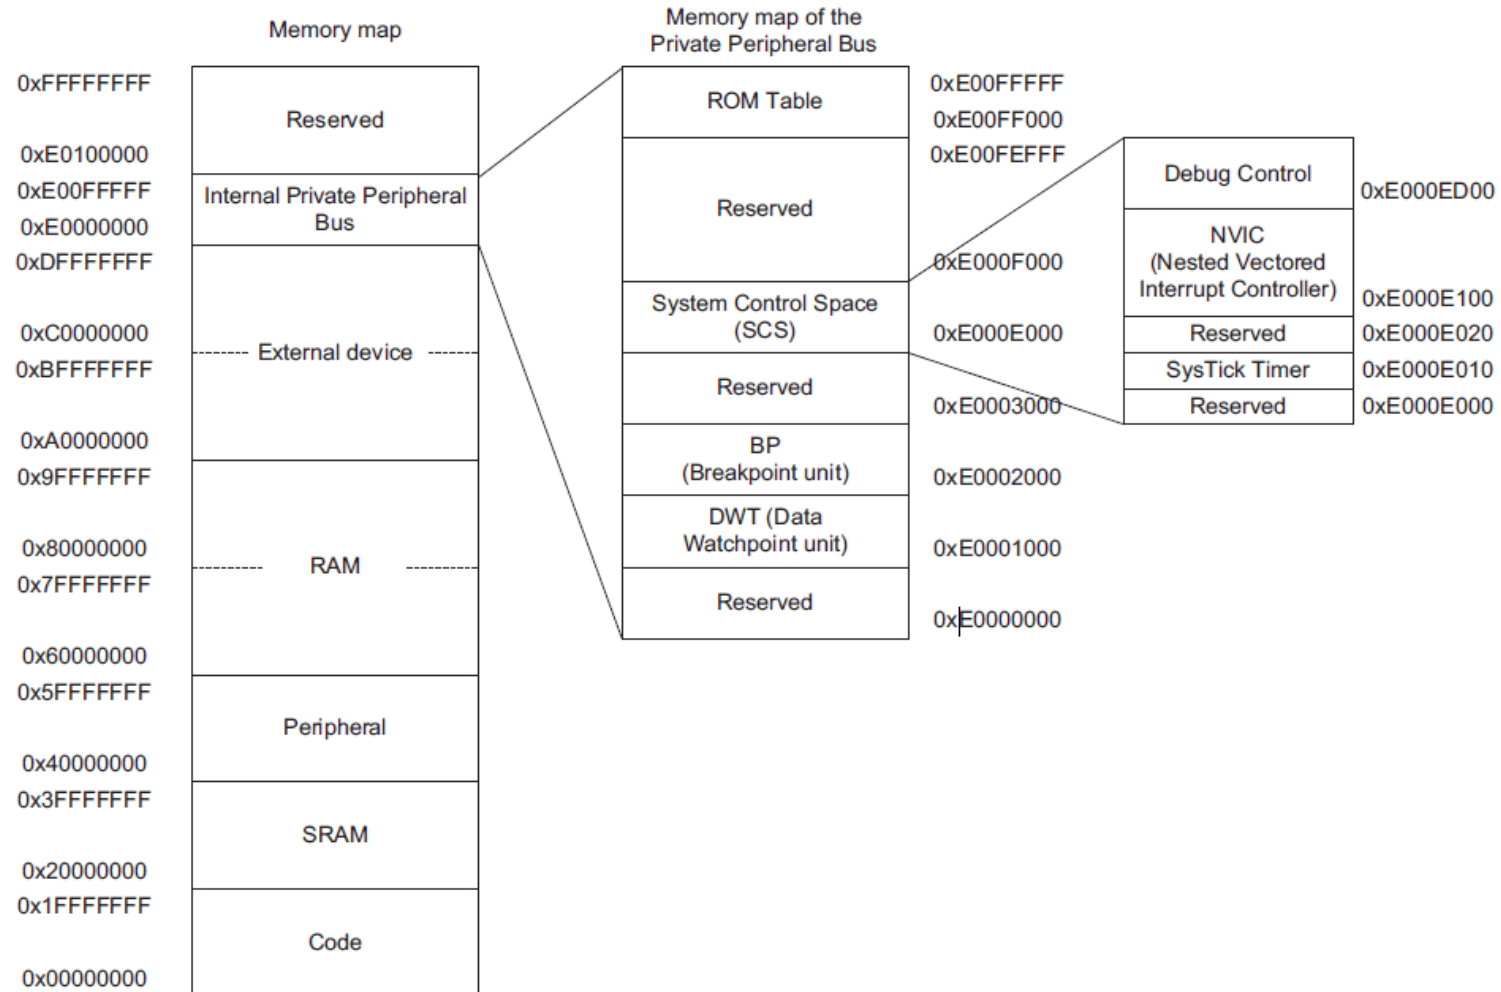 Memory map
0xFFFFFFFF
Reserved
0xE0100000
0xE00FFFFF
Internal Private Peripheral
Bus
0xE0000000
0xDFFFFFFF
0xC0000000
External device
0xBFFFFFFF
0xA0000000
0x9FFFFFFF
0x80000000
RAM
0x7FFFFFFF
0x60000000
0x5FFFFFFF
Peripheral
0x40000000
0x3FFFFFFF
SRAM
0x20000000
0x1FFFFFFF
Code
0x00000000
Memory map of the
Private Peripheral Bus
ROM Table
0xE00FFFFF
0xE00FF000
0xE00FEFFF
Reserved
0xE000F000
System Control Space
(SCS)
0xE000E000
Reserved
0xE0003000
BP
(Breakpoint unit)
0xE0002000
DWT (Data
Watchpoint unit)
0xE0001000
Reserved
0xE0000000
Debug Control
0xE000ED00
NVIC
(Nested Vectored
Interrupt Controller)
0xE000E100
Reserved
0xE000E020
SysTick Timer
0xE000E010
Reserved
0xE000E000